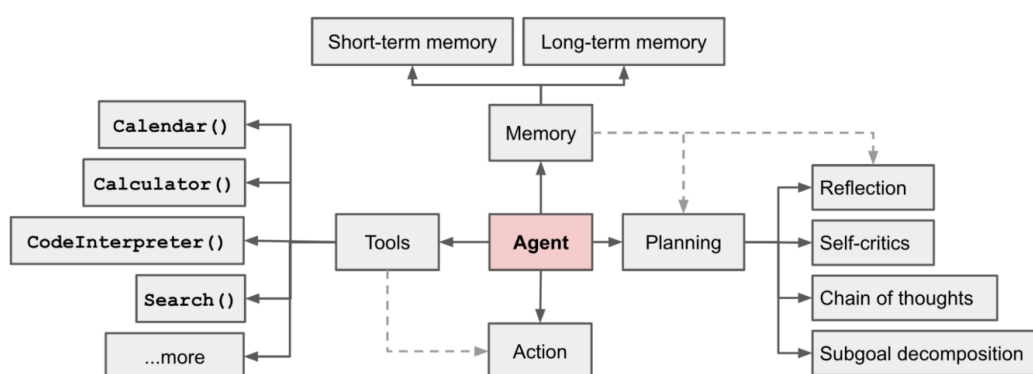 Short-term memory
Long-term memory
Calendar()
Memory
Calculator()
Reflection
CodeInterpreter()
Tools
Agent
Planning
Self-critics
Search()
Chain of thoughts
...more
Action
Subgoal decomposition